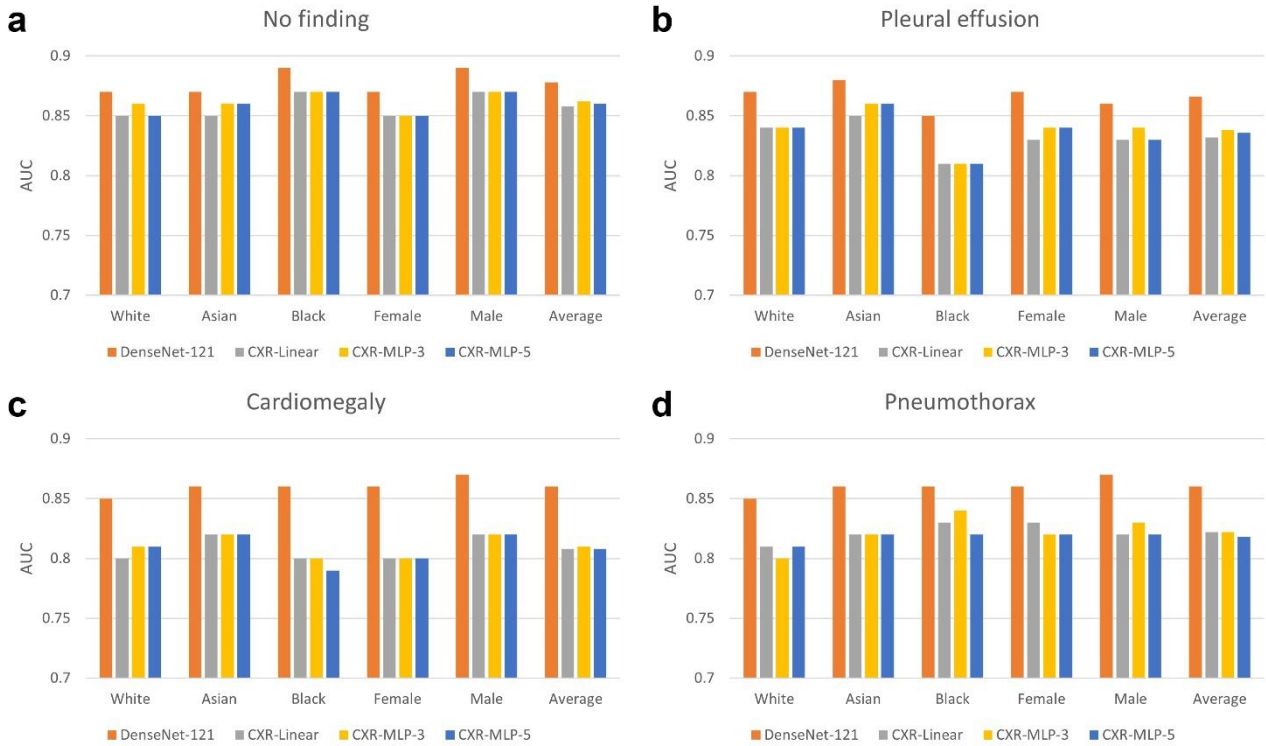 a
No finding
0.9
0.85
0.8
0.75
0.7
AUC
White Asian Black Female Male Average
DenseNet-121 CXR-Linear CXR-MLP-3 CXR-MLP-5
b
Pleural effusion
0.9
0.85
0.8
0.75
0.7
AUC
White Asian Black Female Male Average
DenseNet-121 CXR-Linear CXR-MLP-3 CXR-MLP-5
c
Cardiomegaly
0.9
0.85
0.8
0.75
0.7
AUC
White Asian Black Female Male Average
DenseNet-121 CXR-Linear CXR-MLP-3 CXR-MLP-5
d
Pneumothorax
0.9
0.85
0.8
0.75
0.7
AUC
White Asian Black Female Male Average
DenseNet-121 CXR-Linear CXR-MLP-3 CXR-MLP-5